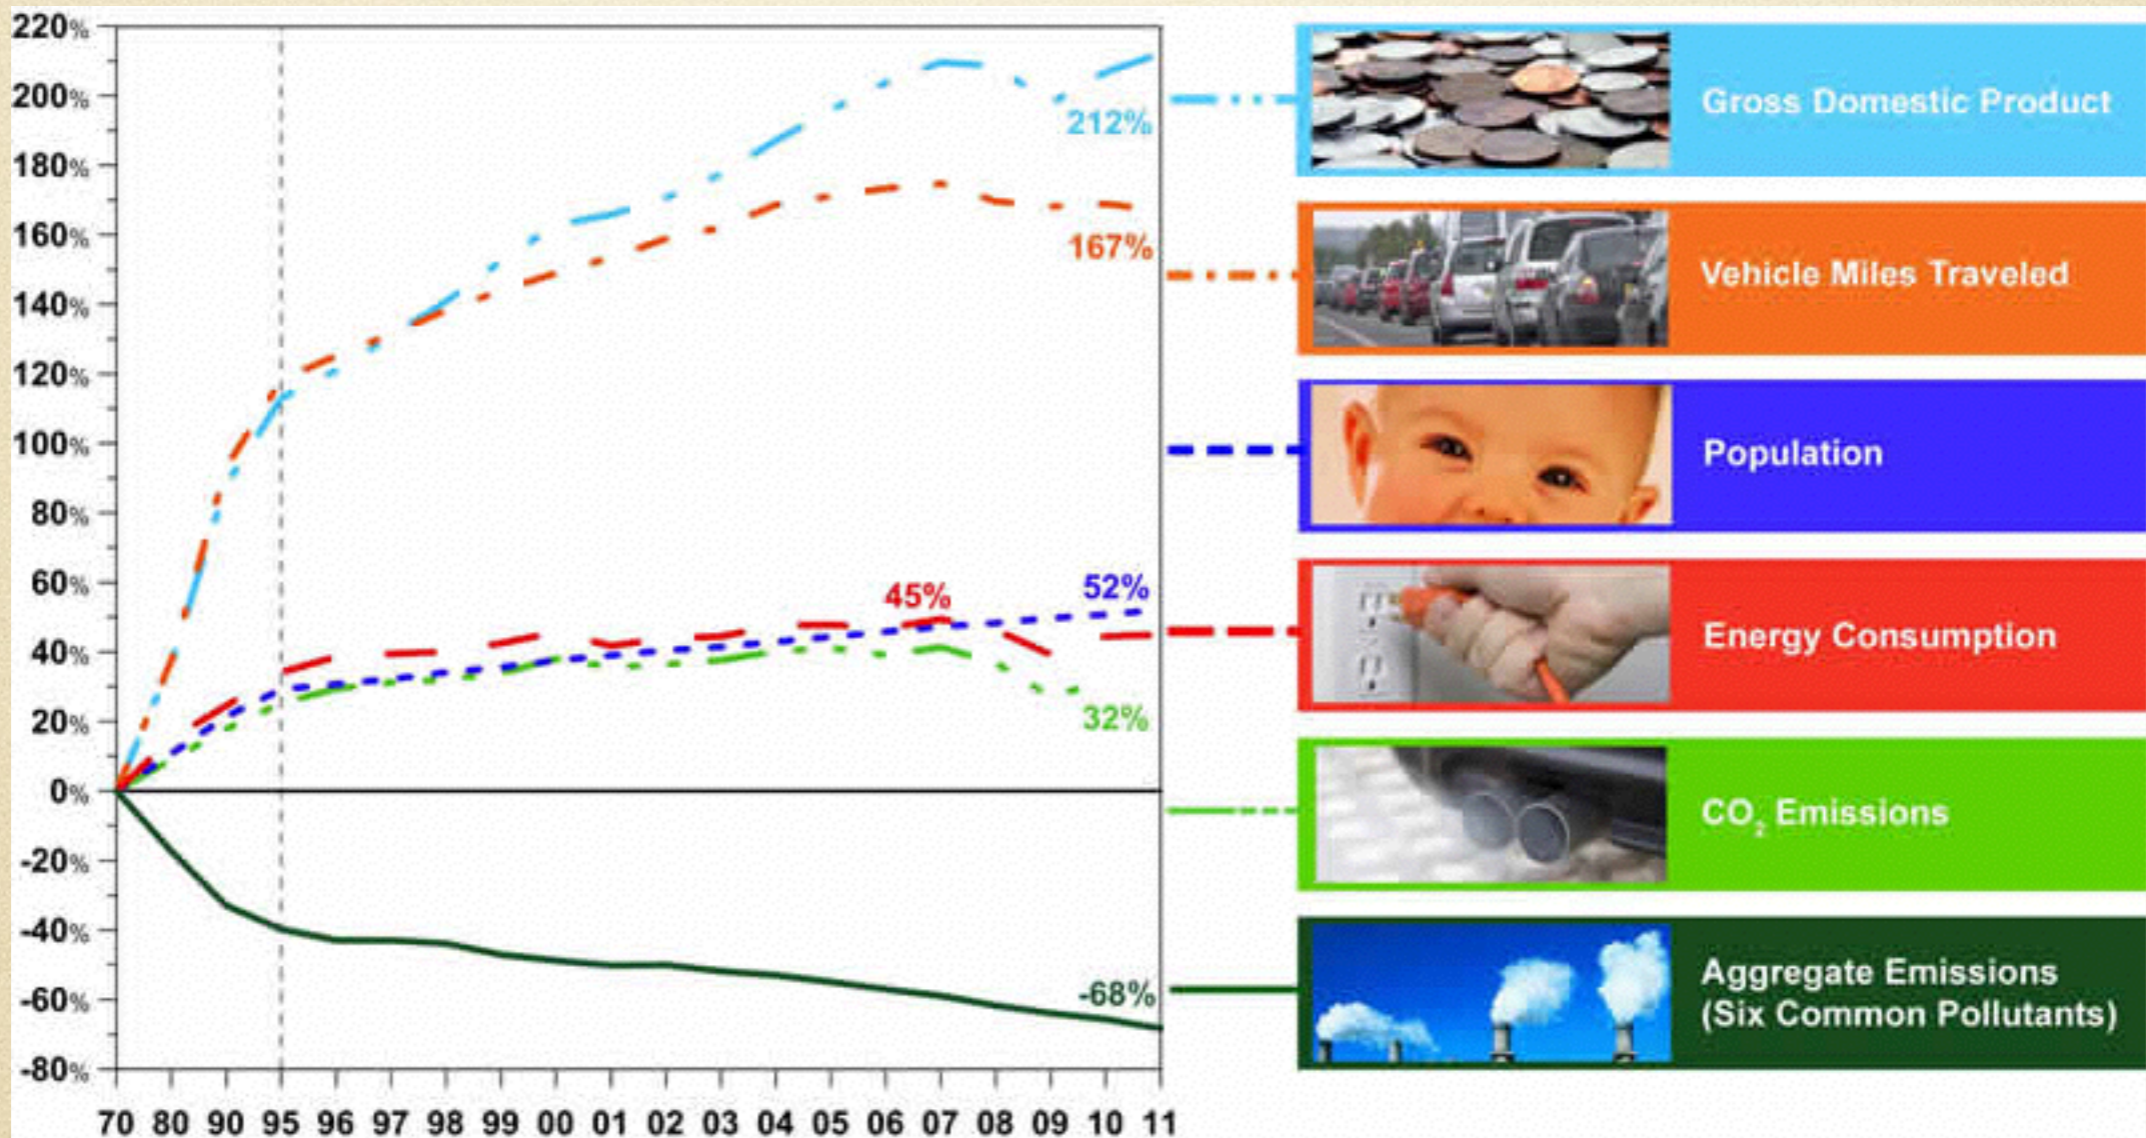 220%
200%
180%
160%
140%
120%
100%
80%
60%
40%
20%
0%
-20%
-40%
-60%
-80%
212%
167%
52%
45%
32%
-68%
70 80 90 95 96 97 98 99 00 01 02 03 04 05 06 07 08 09 10 11
Gross Domestic Product
Vehicle Miles Traveled
Population
Energy Consumption
CO₂ Emissions
Aggregate Emissions
(Six Common Pollutants)